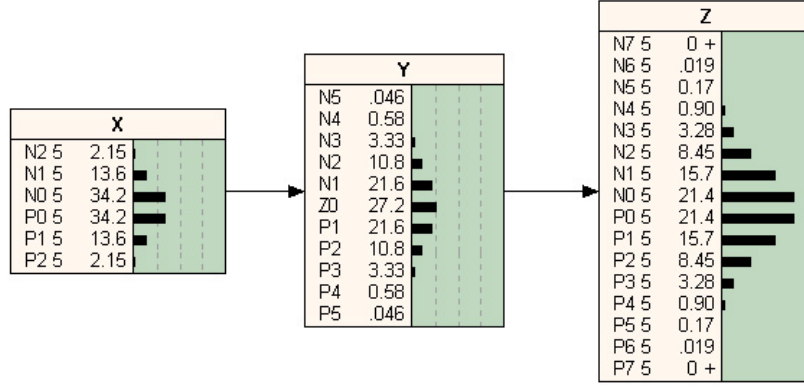 X
N2 5 2.15
N1 5 13.6
N0 5 34.2
P0 5 34.2
P1 5 13.6
P2 5 2.15
Y
N5 .046
N4 0.58
N3 3.33
N2 10.8
N1 21.6
Z0 27.2
P1 21.6
P2 10.8
P3 3.33
P4 0.58
P5 .046
Z
N7 5 0 +
N6 5 .019
N5 5 0.17
N4 5 0.90
N3 5 3.28
N2 5 8.45
N1 5 15.7
N0 5 21.4
P0 5 21.4
P1 5 15.7
P2 5 8.45
P3 5 3.28
P4 5 0.90
P5 5 0.17
P6 5 .019
P7 5 0 +